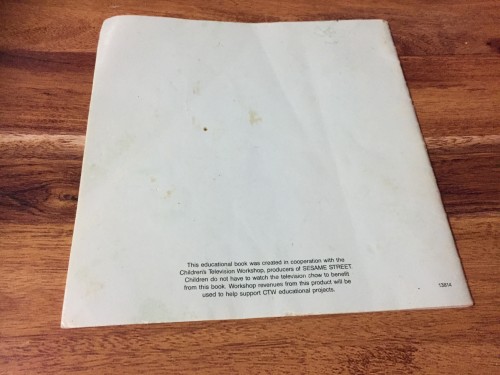 This educational book was created in cooperation with the
Children's Television Workshop, producers of SESAME STREET.
Children do not have to watch the television show to benefit
from this book. Workshop revenues from this product will be
used to help support CTW educational projects.
13814